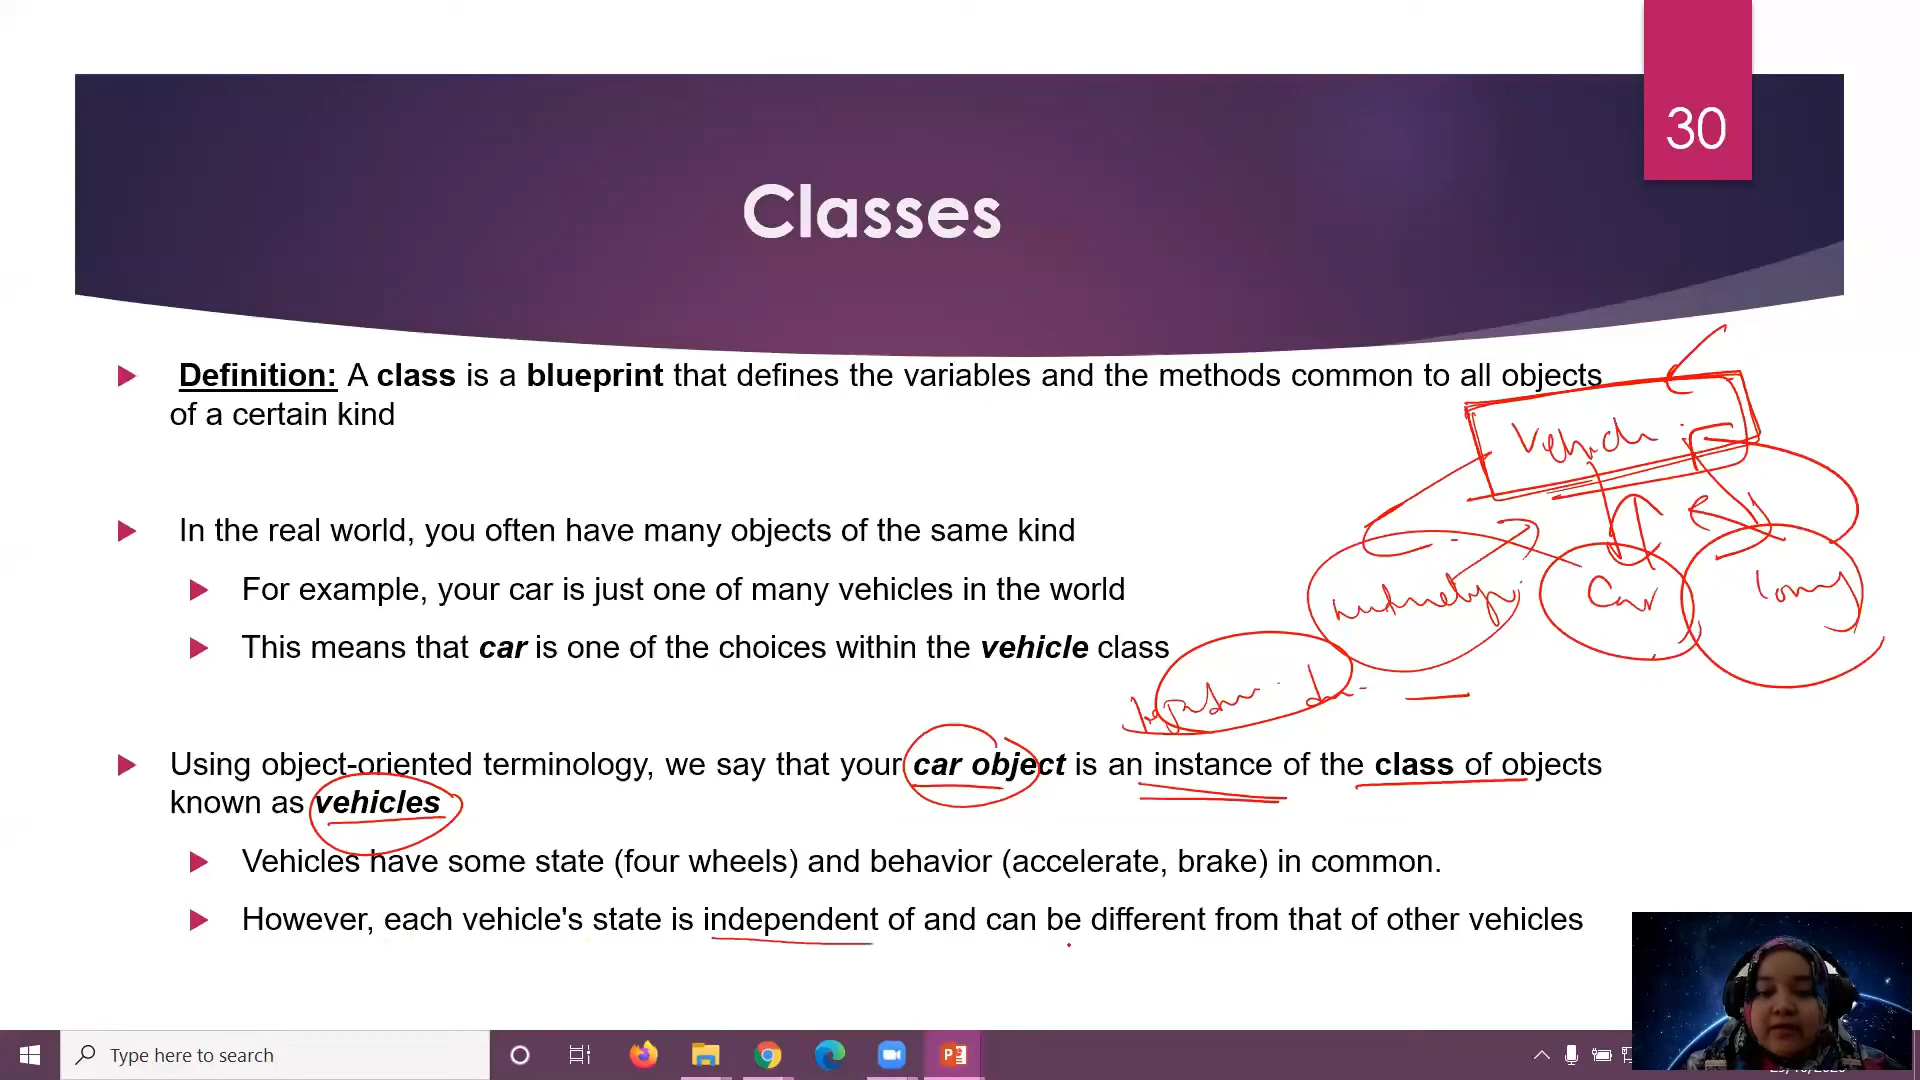 30
Classes
Definition: A class is a blueprint that defines the variables and the methods common to all objects
of a certain kind
Vehicle
In the real world, you often have many objects of the same kind
For example, your car is just one of many vehicles in the world
Car
This means that car is one of the choices within the vehicle class
Using object-oriented terminology, we say that your car object is an instance of the class of objects
known as vehicles
Vehicles have some state (four wheels) and behavior (accelerate, brake) in common.
However, each vehicle's state is independent of and can be different from that of other vehicles
Type here to search